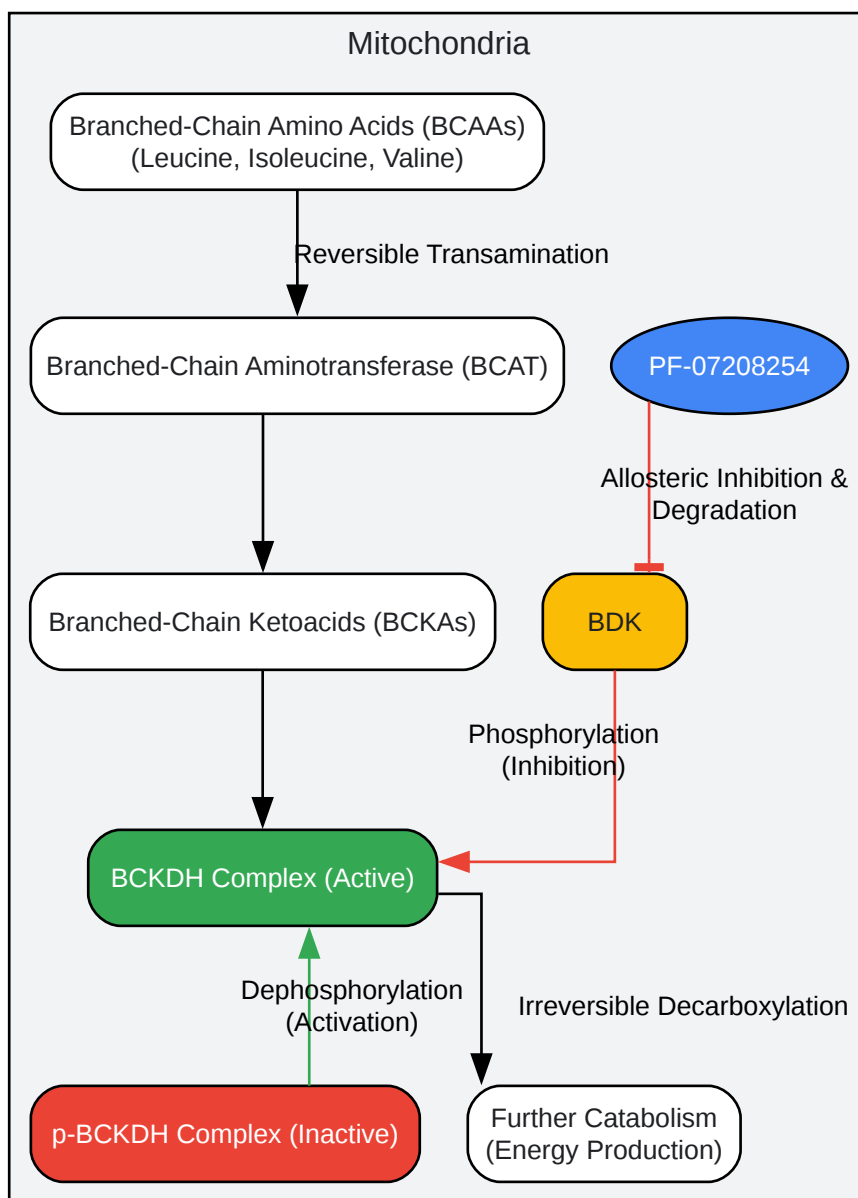 Mitochondria
Branched-Chain Amino Acids (BCAAs)
(Leucine, Isoleucine, Valine)
Reversible Transamination
Branched-Chain Aminotransferase (BCAT)
PF-07208254
Allosteric Inhibition &
Degradation
Branched-Chain Ketoacids (BCKAs)
BDK
Phosphorylation
(Inhibition)
BCKDH Complex (Active)
Dephosphorylation
(Activation)
Irreversible Decarboxylation
p-BCKDH Complex (Inactive)
Further Catabolism
(Energy Production)